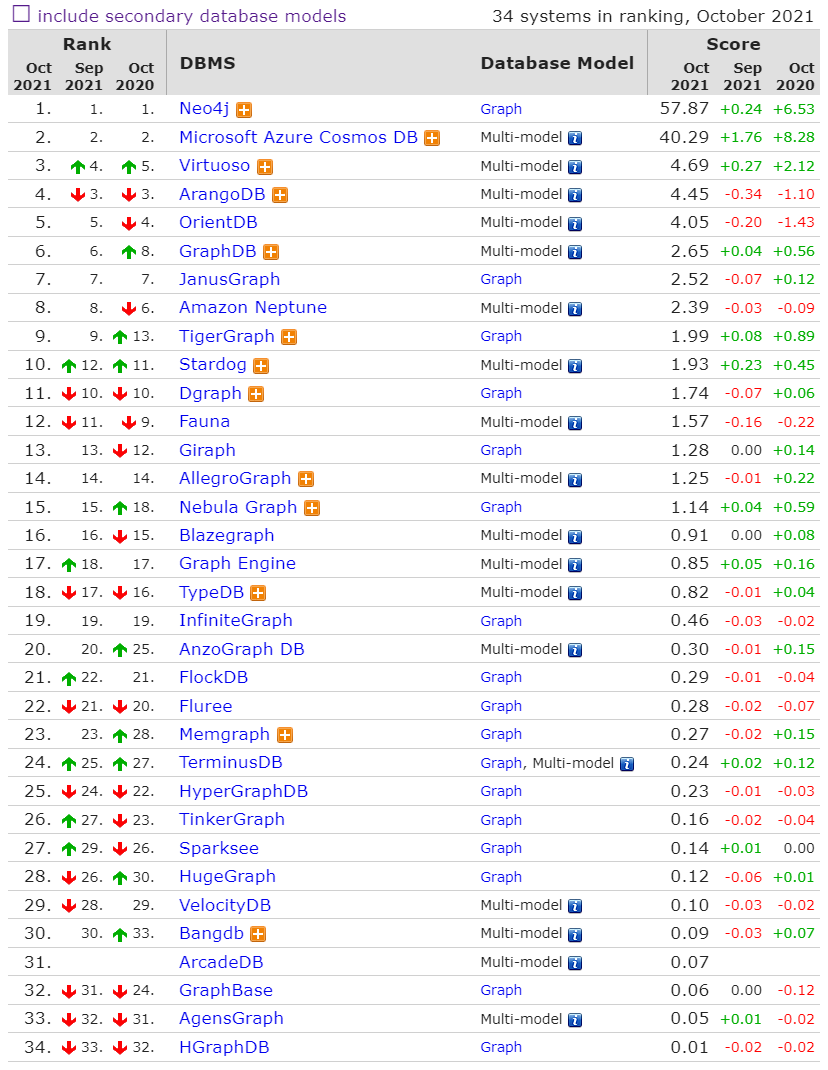 include secondary database models 34 systems in ranking, October 2021
Rank Score
DBMS Database Model
Oct Sep Oct Oct Sep Oct
2021 2021 2020 2021 2021 2020
1. 1. 1. Neo4j Graph 57.87 +0.24 +6.53
2. 2. 2. Microsoft Azure Cosmos DB Multi-model 40.29 +1.76 +8.28
3. 4. 5. Virtuoso Multi-model 4.69 +0.27 +2.12
4. 3. 3. ArangoDB Multi-model 4.45 -0.34 -1.10
5. 5. 4. OrientDB Multi-model 4.05 -0.20 -1.43
6. 6. 8. GraphDB Multi-model 2.65 +0.04 +0.56
7. 7. 7. JanusGraph Graph 2.52 -0.07 +0.12
8. 8. 6. Amazon Neptune Multi-model 2.39 -0.03 -0.09
9. 9. 13. TigerGraph Graph 1.99 +0.08 +0.89
10. 12. 11. Stardog Multi-model 1.93 +0.23 +0.45
11. 10. 10. Dgraph Graph 1.74 -0.07 +0.06
12. 11. 9. Fauna Multi-model 1.57 -0.16 -0.22
13. 13. 12. Giraph Graph 1.28 0.00 +0.14
14. 14. 14. AllegroGraph Multi-model 1.25 -0.01 +0.22
15. 15. 18. Nebula Graph Graph 1.14 +0.04 +0.59
16. 16. 15. Blazegraph Multi-model 0.91 0.00 +0.08
17. 18. 17. Graph Engine Multi-model 0.85 +0.05 +0.16
18. 17. 16. TypeDB Multi-model 0.82 -0.01 +0.04
19. 19. 19. InfiniteGraph Graph 0.46 -0.03 -0.02
20. 20. 25. AnzoGraph DB Multi-model 0.30 -0.01 +0.15
21. 22. 21. FlockDB Graph 0.29 -0.01 -0.04
22. 21. 20. Fluree Graph 0.28 -0.02 -0.07
23. 23. 28. Memgraph Graph 0.27 -0.02 +0.15
24. 25. 27. TerminusDB Graph, Multi-model 0.24 +0.02 +0.12
25. 24. 22. HyperGraphDB Graph 0.23 -0.01 -0.03
26. 27. 23. TinkerGraph Graph 0.16 -0.02 -0.04
27. 29. 26. Sparksee Graph 0.14 +0.01 0.00
28. 26. 30. HugeGraph Graph 0.12 -0.06 +0.01
29. 28. 29. VelocityDB Multi-model 0.10 -0.03 -0.02
30. 30. 33. Bangdb Multi-model 0.09 -0.03 +0.07
31. ArcadeDB Multi-model 0.07
32. 31. 24. GraphBase Graph 0.06 0.00 -0.12
33. 32. 31. AgensGraph Multi-model 0.05 +0.01 -0.02
34. 33. 32. HGraphDB Graph 0.01 -0.02 -0.02